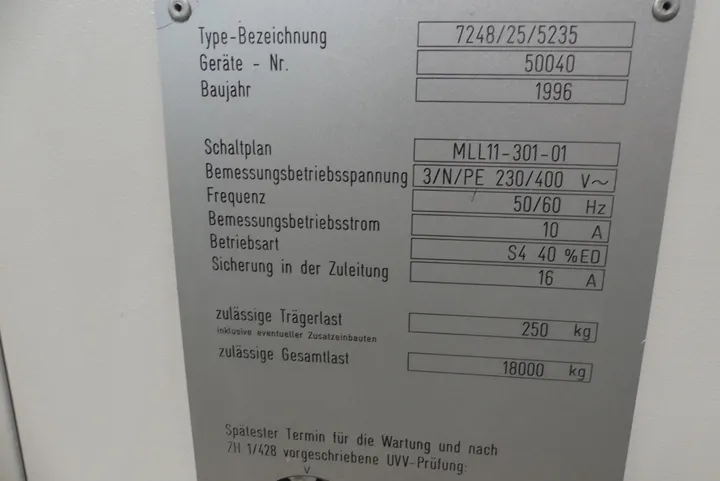 Type-Bezeichnung 7248/25/5235
Geräte - Nr. 50040
Baujahr 1996
Schaltplan MLL11-301-01
Bemessungsbetriebsspannung 3/N/PE 230/400 V~
Frequenz 50/60 Hz
Bemessungsbetriebsstrom 10 A
Betriebsart S4 40 %ED
Sicherung in der Zuleitung 16 A
zulässige Trägerlast 250 kg
inklusive eventueller Zusatzeinbauten
zulässige Gesamtlast 18000 kg
Spätester Termin für die Wartung und nach
ZH 1/428 vorgeschriebene UVV-Prüfung:
V